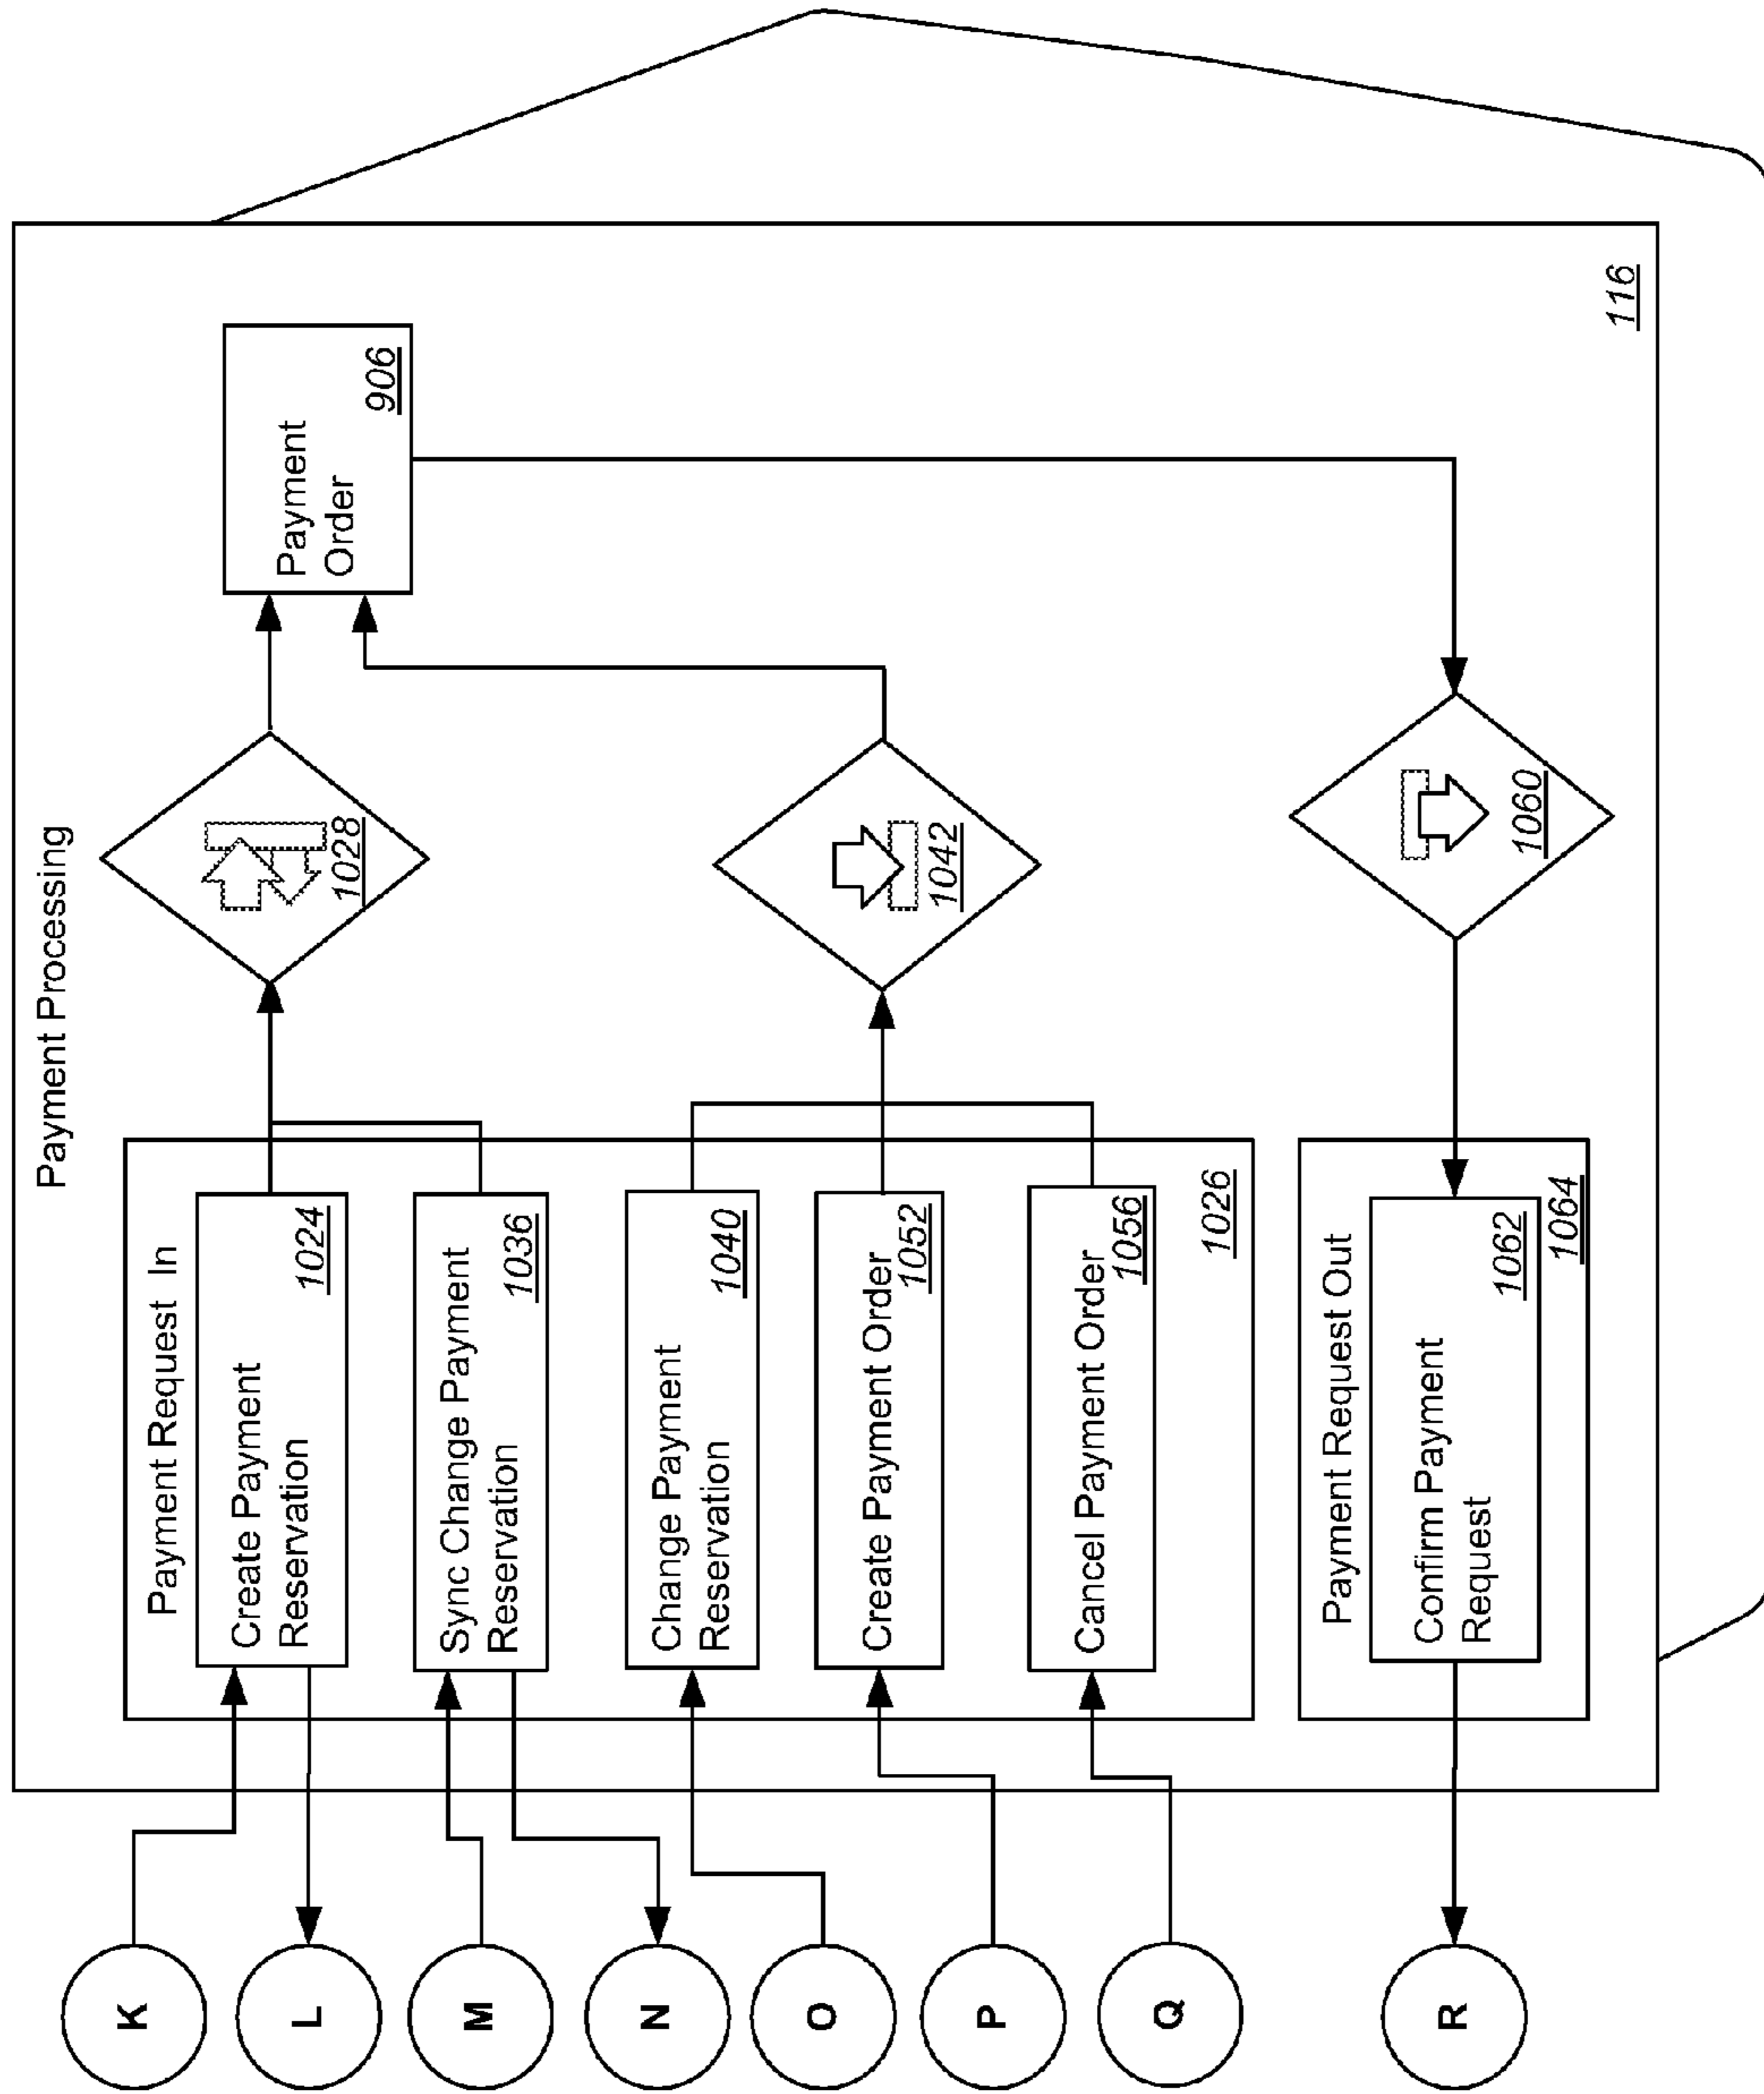 Payment Processing
Payment Request In
K
L
Create Payment
Reservation
1024
1028
Payment
Order
906
M
N
Sync Change Payment
Reservation
1036
O
Change Payment
Reservation
1040
P
Create Payment Order
1052
1042
Q
Cancel Payment Order
1056
1026
Payment Request Out
R
Confirm Payment
Request
1062
1064
1060
116